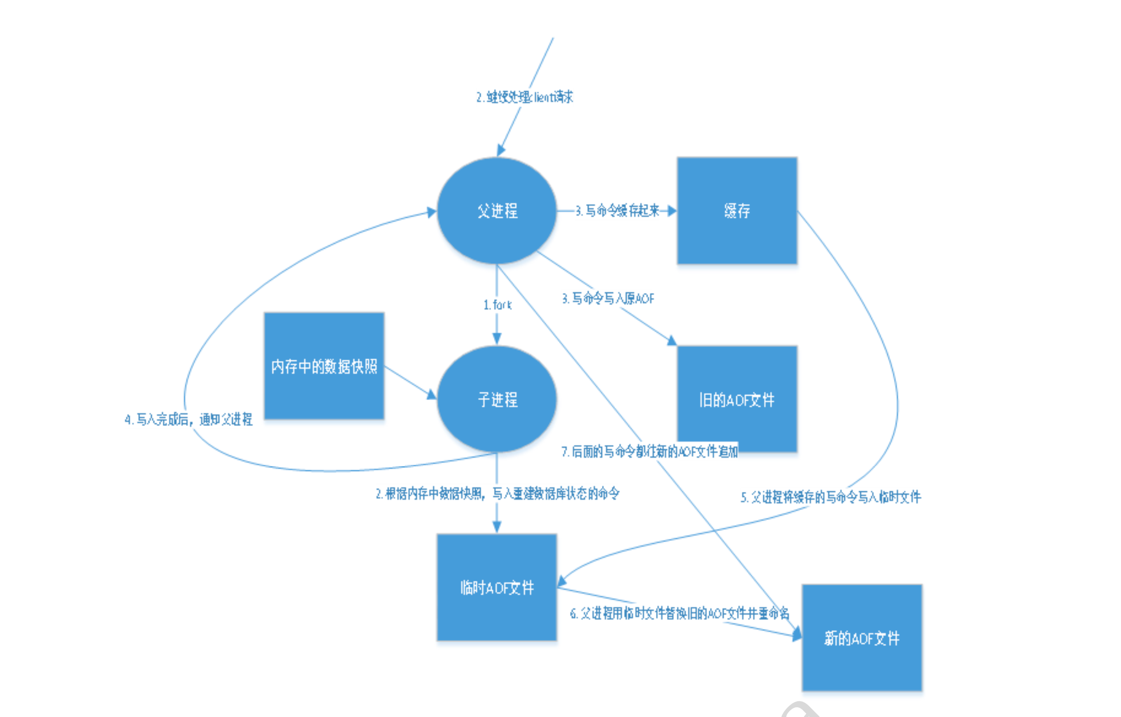 2. 继续处理client请求
父进程
3. 写命令缓存起来
缓存
1. fork
3. 写命令写入原AOF
内存中的数据快照
子进程
旧的AOF文件
4. 写入完成后，通知父进程
7. 后面的写命令都往新的AOF文件追加
2. 根据内存中数据快照，写入重建数据库状态的命令
5. 父进程将缓存的写命令写入临时文件
临时AOF文件
6. 父进程用临时文件替换旧的AOF文件并重命名
新的AOF文件